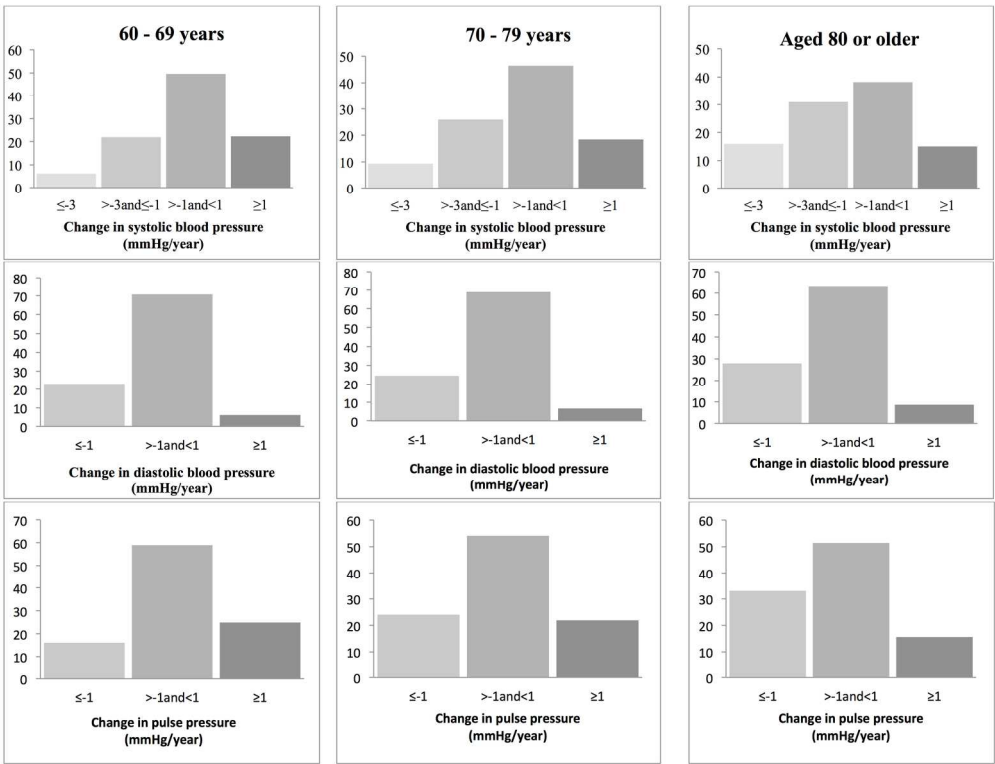 60 - 69 years
60
50
40
30
20
10
0
≤-3 >-3and≤-1 >-1and<1 ≥1
Change in systolic blood pressure
(mmHg/year)
70 - 79 years
60
50
40
30
20
10
0
≤-3 >-3and≤-1 >-1and<1 ≥1
Change in systolic blood pressure
(mmHg/year)
Aged 80 or older
50
40
30
20
10
0
≤-3 >-3and≤-1 >-1and<1 ≥1
Change in systolic blood pressure
(mmHg/year)
80
70
60
50
40
30
20
10
0
≤-1 >-1and<1 ≥1
Change in diastolic blood pressure
(mmHg/year)
80
70
60
50
40
30
20
10
0
≤-1 >-1and<1 ≥1
Change in diastolic blood pressure
(mmHg/year)
70
60
50
40
30
20
10
0
≤-1 >-1and<1 ≥1
Change in diastolic blood pressure
(mmHg/year)
70
60
50
40
30
20
10
0
≤-1 >-1and<1 ≥1
Change in pulse pressure
(mmHg/year)
60
50
40
30
20
10
0
≤-1 >-1and<1 ≥1
Change in pulse pressure
(mmHg/year)
60
50
40
30
20
10
0
≤-1 >-1and<1 ≥1
Change in pulse pressure
(mmHg/year)